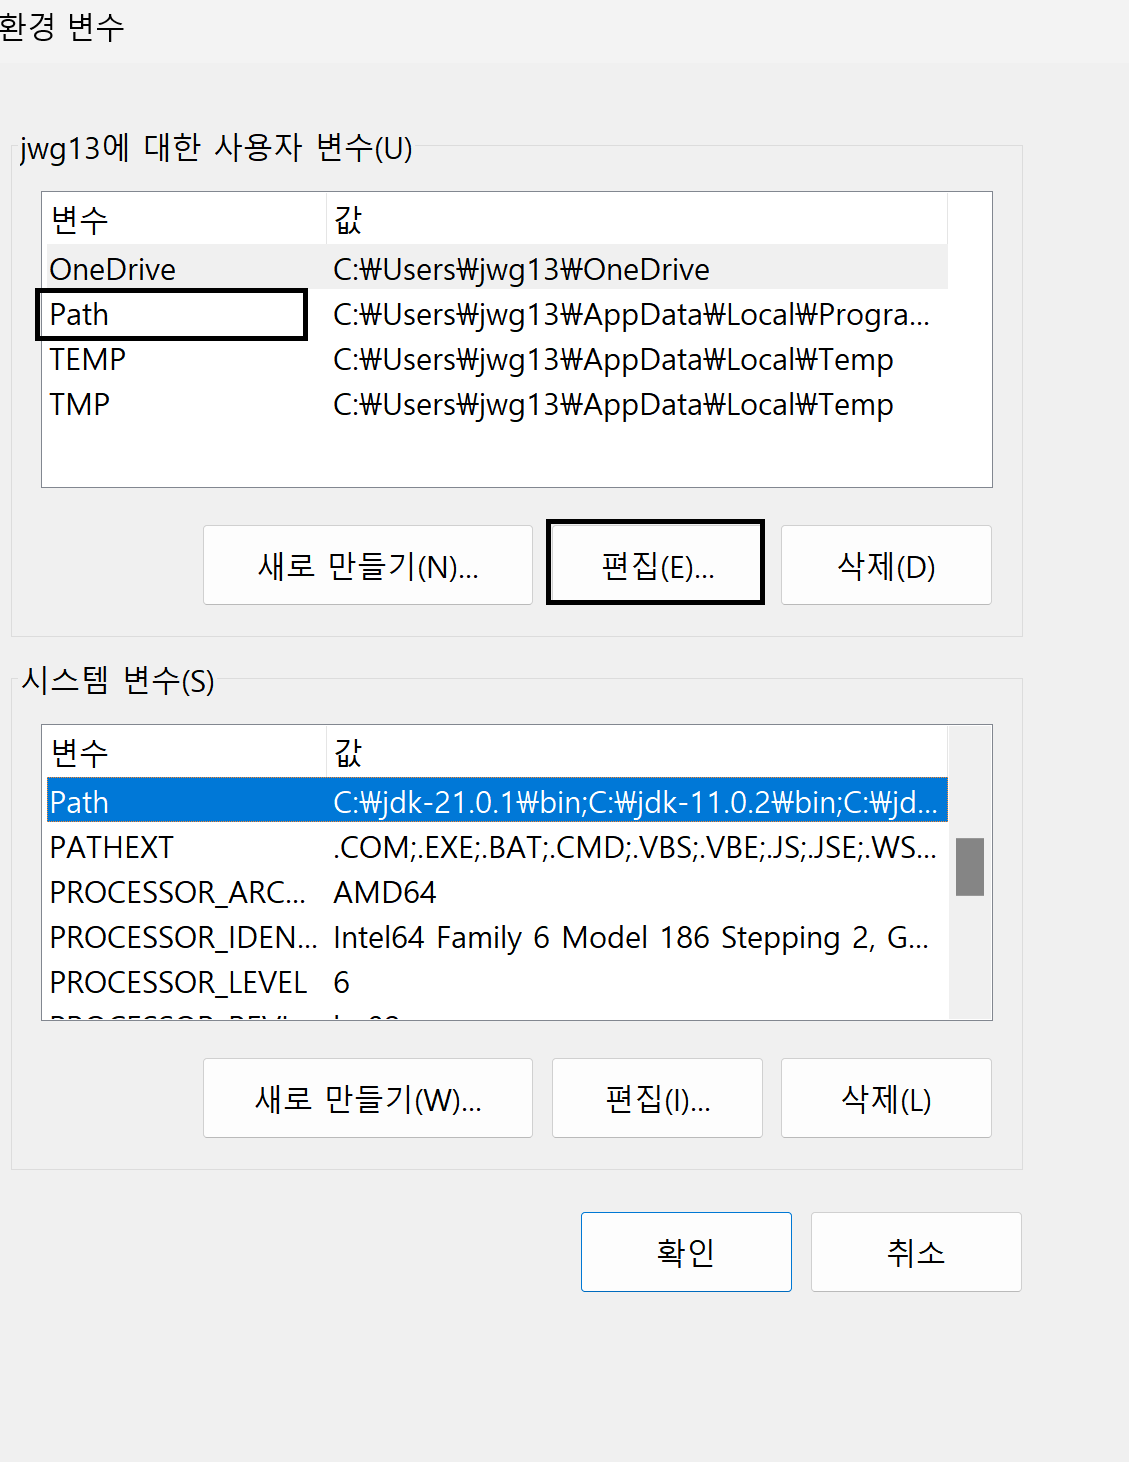 환경 변수
jwg13에 대한 사용자 변수(U)
변수 값
OneDrive C:₩Users₩jwg13₩OneDrive
Path C:₩Users₩jwg13₩AppData₩Local₩Progra...
TEMP C:₩Users₩jwg13₩AppData₩Local₩Temp
TMP C:₩Users₩jwg13₩AppData₩Local₩Temp
새로 만들기(N)... 편집(E)... 삭제(D)
시스템 변수(S)
변수 값
Path C:₩jdk-21.0.1₩bin;C:₩jdk-11.0.2₩bin;C:₩jd...
PATHEXT .COM;.EXE;.BAT;.CMD;.VBS;.VBE;.JS;.JSE;.WS...
PROCESSOR_ARC... AMD64
PROCESSOR_IDEN... Intel64 Family 6 Model 186 Stepping 2, G...
PROCESSOR_LEVEL 6
새로 만들기(W)... 편집(I)... 삭제(L)
확인 취소